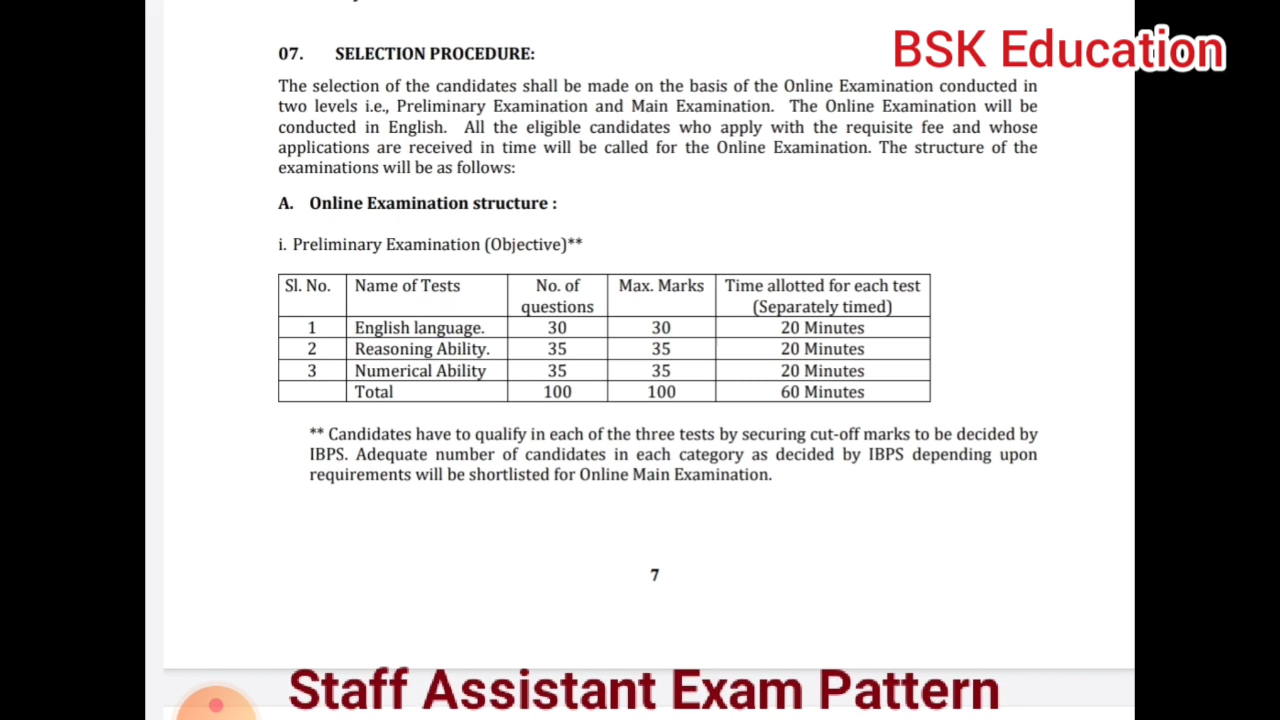 BSK Education
07. SELECTION PROCEDURE:
The selection of the candidates shall be made on the basis of the Online Examination conducted in
two levels i.e., Preliminary Examination and Main Examination. The Online Examination will be
conducted in English. All the eligible candidates who apply with the requisite fee and whose
applications are received in time will be called for the Online Examination. The structure of the
examinations will be as follows:
A. Online Examination structure :
i. Preliminary Examination (Objective)**
Sl. No. Name of Tests No. of questions Max. Marks Time allotted for each test (Separately timed)
1 English language. 30 30 20 Minutes
2 Reasoning Ability. 35 35 20 Minutes
3 Numerical Ability 35 35 20 Minutes
Total 100 100 60 Minutes
** Candidates have to qualify in each of the three tests by securing cut-off marks to be decided by
IBPS. Adequate number of candidates in each category as decided by IBPS depending upon
requirements will be shortlisted for Online Main Examination.
7
Staff Assistant Exam Pattern